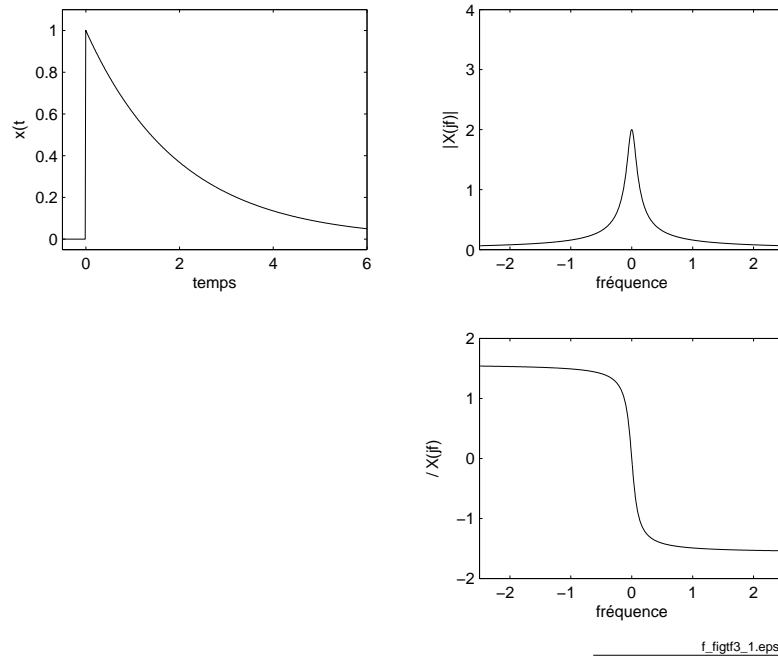 x(t
1
0.8
0.6
0.4
0.2
0
0 2 4 6
temps
|X(jf)|
4
3
2
1
0
−2 −1 0 1 2
fréquence
/ X(jf)
2
1
0
−1
−2
−2 −1 0 1 2
fréquence
f_figtf3_1.eps